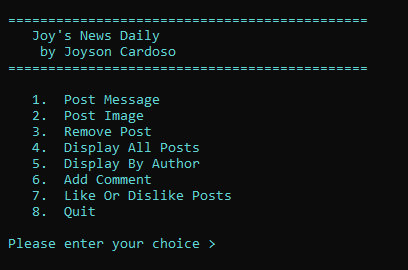 =============================================
Joy's News Daily
by Joyson Cardoso
=============================================
1. Post Message
2. Post Image
3. Remove Post
4. Display All Posts
5. Display By Author
6. Add Comment
7. Like Or Dislike Posts
8. Quit
Please enter your choice >